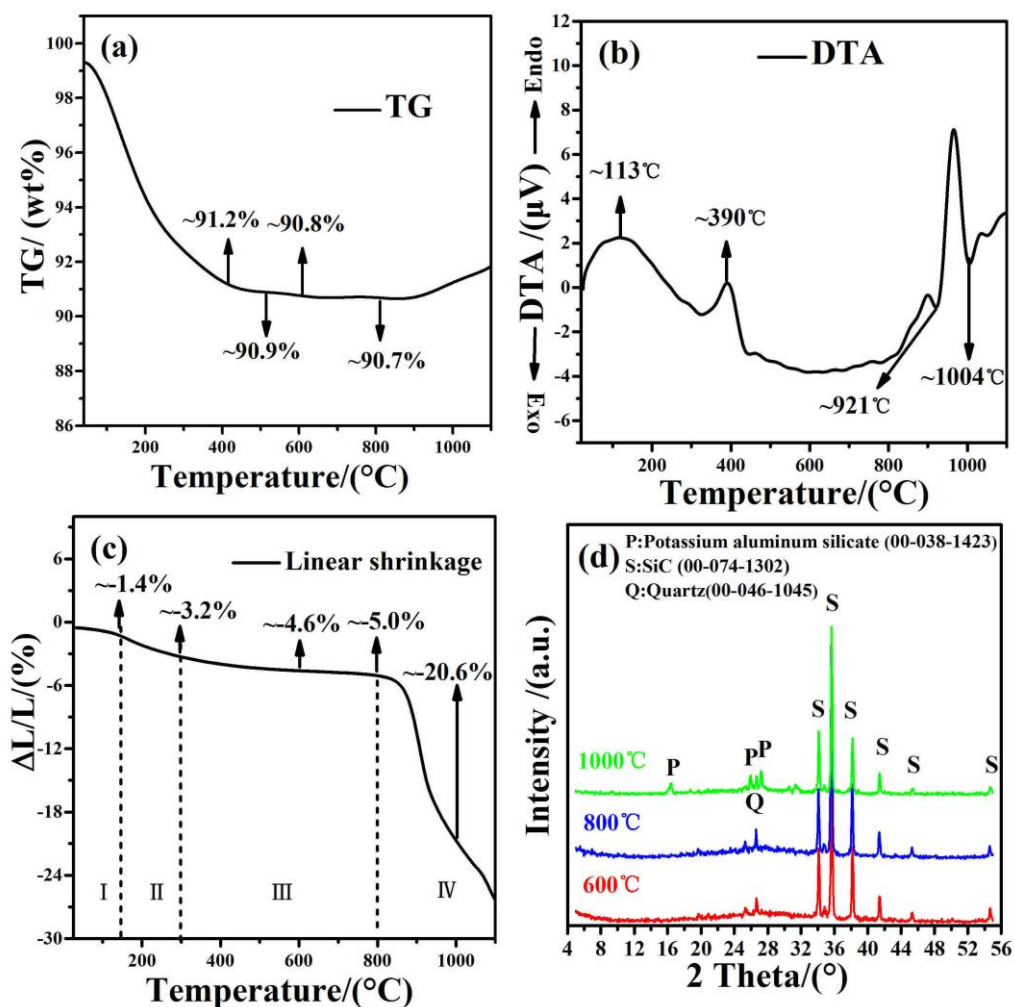 (a)
TG
~91.2%
~90.8%
~90.9%
~90.7%
100
98
96
94
92
90
88
86
TG/ (wt%)
200
400
600
800
1000
Temperature/(°C)
(b)
DTA
~113℃
~390℃
~921℃
~1004℃
12
10
8
6
4
2
0
-2
-4
-6
Exo
DTA /(μV)
Endo
200
400
600
800
1000
Temperature/(°C)
(c)
Linear shrinkage
~-1.4%
~-3.2%
~-4.6%
~-5.0%
~-20.6%
6
0
-6
-12
-18
-24
-30
ΔL/L/(%)
Ⅰ
Ⅱ
Ⅲ
Ⅳ
200
400
600
800
1000
Temperature/(°C)
(d)
P:Potassium aluminum silicate (00-038-1423)
S:SiC (00-074-1302)
Q:Quartz(00-046-1045)
S
S
S
S
S
S
P
P
P
Q
1000℃
800℃
600℃
Intensity /(a.u.)
4
8
12
16
20
24
28
32
36
40
44
48
52
56
2 Theta/(°)